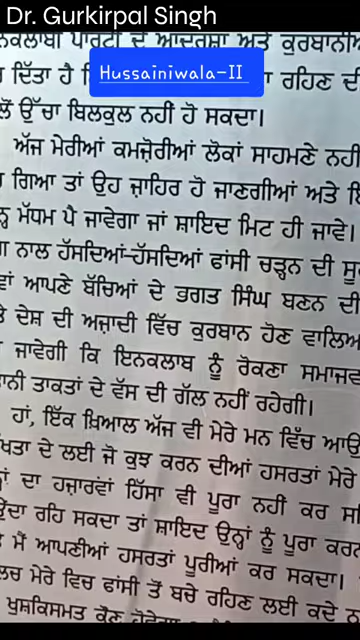 Dr. Gurkirpal Singh
ਨਕਲਾਬੀ ਪਾਰਟੀ ਦੇ ਆਦਰਸ਼ਾਂ ਅਤੇ ਕੁਰਬਾਨੀਆਂ
Hussainiwala-II
ਦਿੱਤਾ ਹੈ ਰਹਿਣ ਦੀ
ਲੋਂ ਉੱਚਾ ਬਿਲਕੁਲ ਨਹੀਂ ਹੋ ਸਕਦਾ।
ਅੱਜ ਮੇਰੀਆਂ ਕਮਜ਼ੋਰੀਆਂ ਲੋਕਾਂ ਸਾਹਮਣੇ ਨਹੀਂ
ਗਿਆ ਤਾਂ ਉਹ ਜ਼ਾਹਿਰ ਹੋ ਜਾਣਗੀਆਂ ਅਤੇ
ਮੱਧਮ ਪੈ ਜਾਵੇਗਾ ਜਾਂ ਸ਼ਾਇਦ ਮਿਟ ਹੀ ਜਾਵੇ।
ਨਾਲ ਹੱਸਦਿਆਂ-ਹੱਸਦਿਆਂ ਫਾਂਸੀ ਚੜ੍ਹਨ ਦੀ
ਵਾਂ ਆਪਣੇ ਬੱਚਿਆਂ ਦੇ ਭਗਤ ਸਿੰਘ ਬਣਨ ਦੀ
ਤੇ ਦੇਸ਼ ਦੀ ਅਜ਼ਾਦੀ ਵਿੱਚ ਕੁਰਬਾਨ ਹੋਣ ਵਾਲਿਆਂ
ਜਾਵੇਗੀ ਕਿ ਇਨਕਲਾਬ ਨੂੰ ਰੋਕਣਾ ਸਮਾਜਵਾ
ਤਾਕਤਾਂ ਦੇ ਵੱਸ ਦੀ ਗੱਲ ਨਹੀਂ ਰਹੇਗੀ।
ਹਾਂ, ਇੱਕ ਖ਼ਿਆਲ ਅੱਜ ਵੀ ਮੇਰੇ ਮਨ ਵਿੱਚ ਆਉਂ
ਖਤਾ ਦੇ ਲਈ ਜੋ ਕੁਝ ਕਰਨ ਦੀਆਂ ਹਸਰਤਾਂ ਮੇਰੇ
ਦਾ ਹਜ਼ਾਰਵਾਂ ਹਿੱਸਾ ਵੀ ਪੂਰਾ ਨਹੀਂ ਕਰ
ਰਹਿ ਸਕਦਾ ਤਾਂ ਸ਼ਾਇਦ ਉਨ੍ਹਾਂ ਨੂੰ ਪੂਰਾ ਕਰਨ
ਮੈਂ ਆਪਣੀਆਂ ਹਸਰਤਾਂ ਪੂਰੀਆਂ ਕਰ ਸਕਦਾ।
ਮੇਰੇ ਵਿਚ ਫਾਂਸੀ ਤੋਂ ਬਚੇ ਰਹਿਣ ਲਈ ਕਦੇ
ਖੁਸ਼ਕਿਸਮਤ ਕੌਣ ਹੋਵੇਗਾ